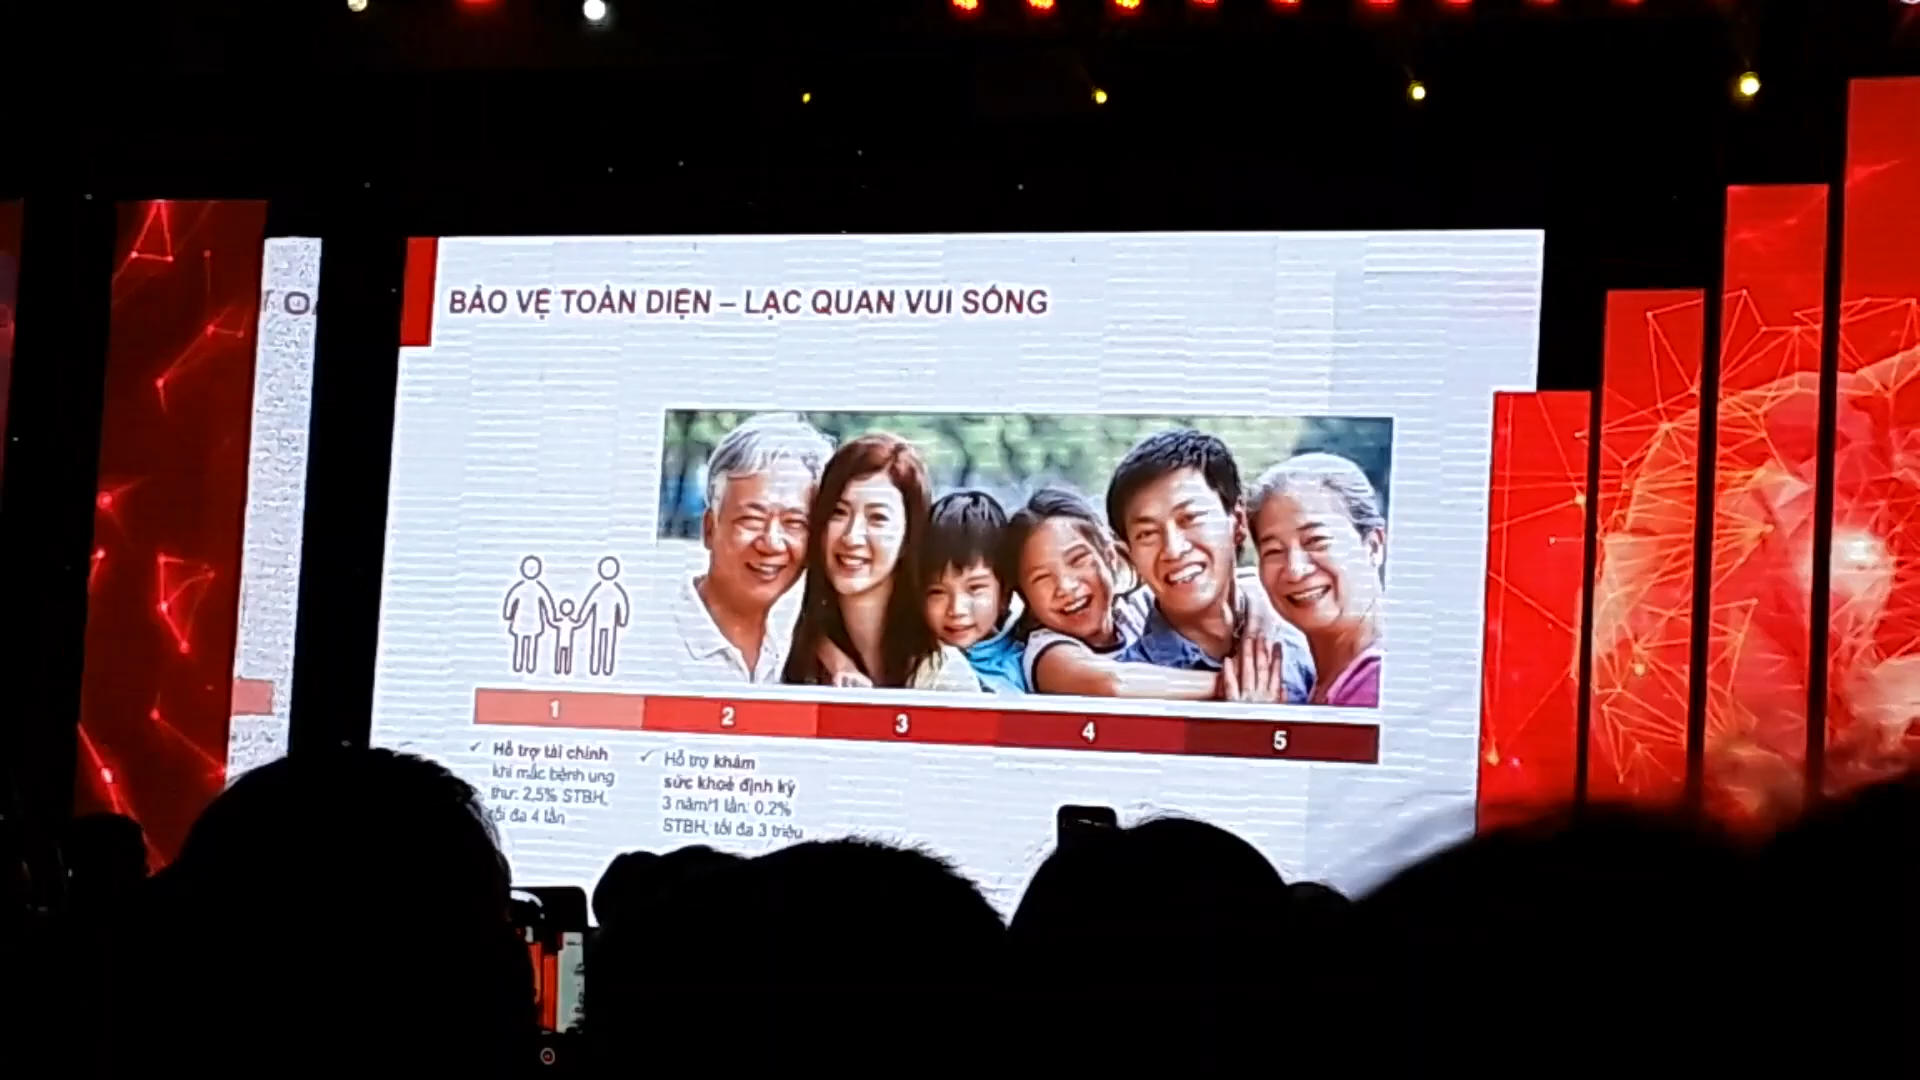 BẢO VỆ TOÀN DIỆN – LẠC QUAN VUI SỐNG
1 2 3 4 5
✓ Hỗ trợ tài chính
khi mắc bệnh ung
thư: 2,5% STBH,
tối đa 4 lần
✓ Hỗ trợ khám
sức khoẻ định kỳ
3 năm/1 lần: 0,2%
STBH, tối đa 3 triệu